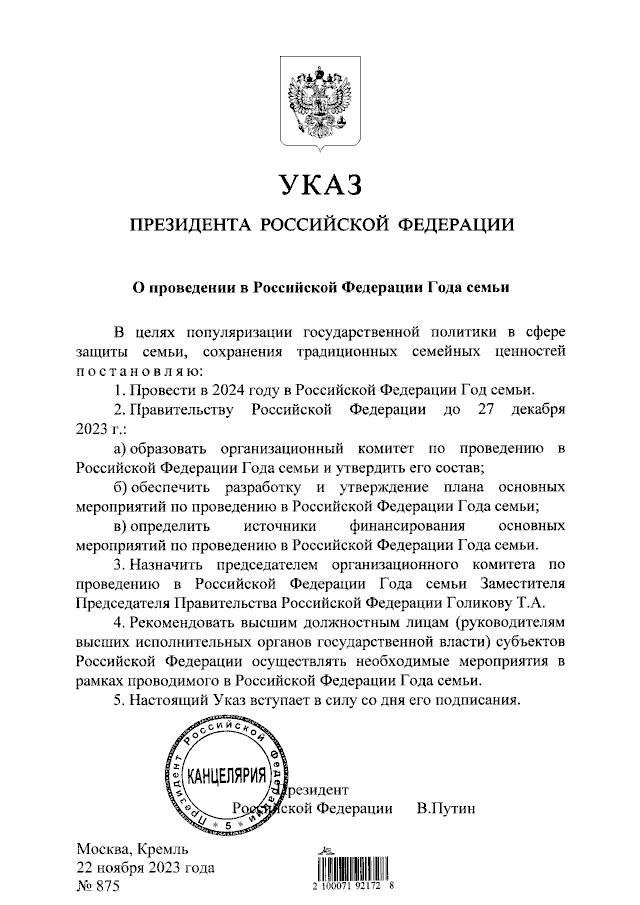 УКАЗ
ПРЕЗИДЕНТА РОССИЙСКОЙ ФЕДЕРАЦИИ
О проведении в Российской Федерации Года семьи
В целях популяризации государственной политики в сфере
защиты семьи, сохранения традиционных семейных ценностей
п о с т а н о в л я ю:
1. Провести в 2024 году в Российской Федерации Год семьи.
2. Правительству Российской Федерации до 27 декабря
2023 г.:
а) образовать организационный комитет по проведению в
Российской Федерации Года семьи и утвердить его состав;
б) обеспечить разработку и утверждение плана основных
мероприятий по проведению в Российской Федерации Года семьи;
в) определить источники финансирования основных
мероприятий по проведению в Российской Федерации Года семьи.
3. Назначить председателем организационного комитета по
проведению в Российской Федерации Года семьи Заместителя
Председателя Правительства Российской Федерации Голикову Т.А.
4. Рекомендовать высшим должностным лицам (руководителям
высших исполнительных органов государственной власти) субъектов
Российской Федерации осуществлять необходимые мероприятия в
рамках проводимого в Российской Федерации Года семьи.
5. Настоящий Указ вступает в силу со дня его подписания.
Президент Российской Федерации
КАНЦЕЛЯРИЯ
* 5 *
Президент
Российской Федерации В.Путин
Москва, Кремль
22 ноября 2023 года
№ 875
2 100071 92172 8